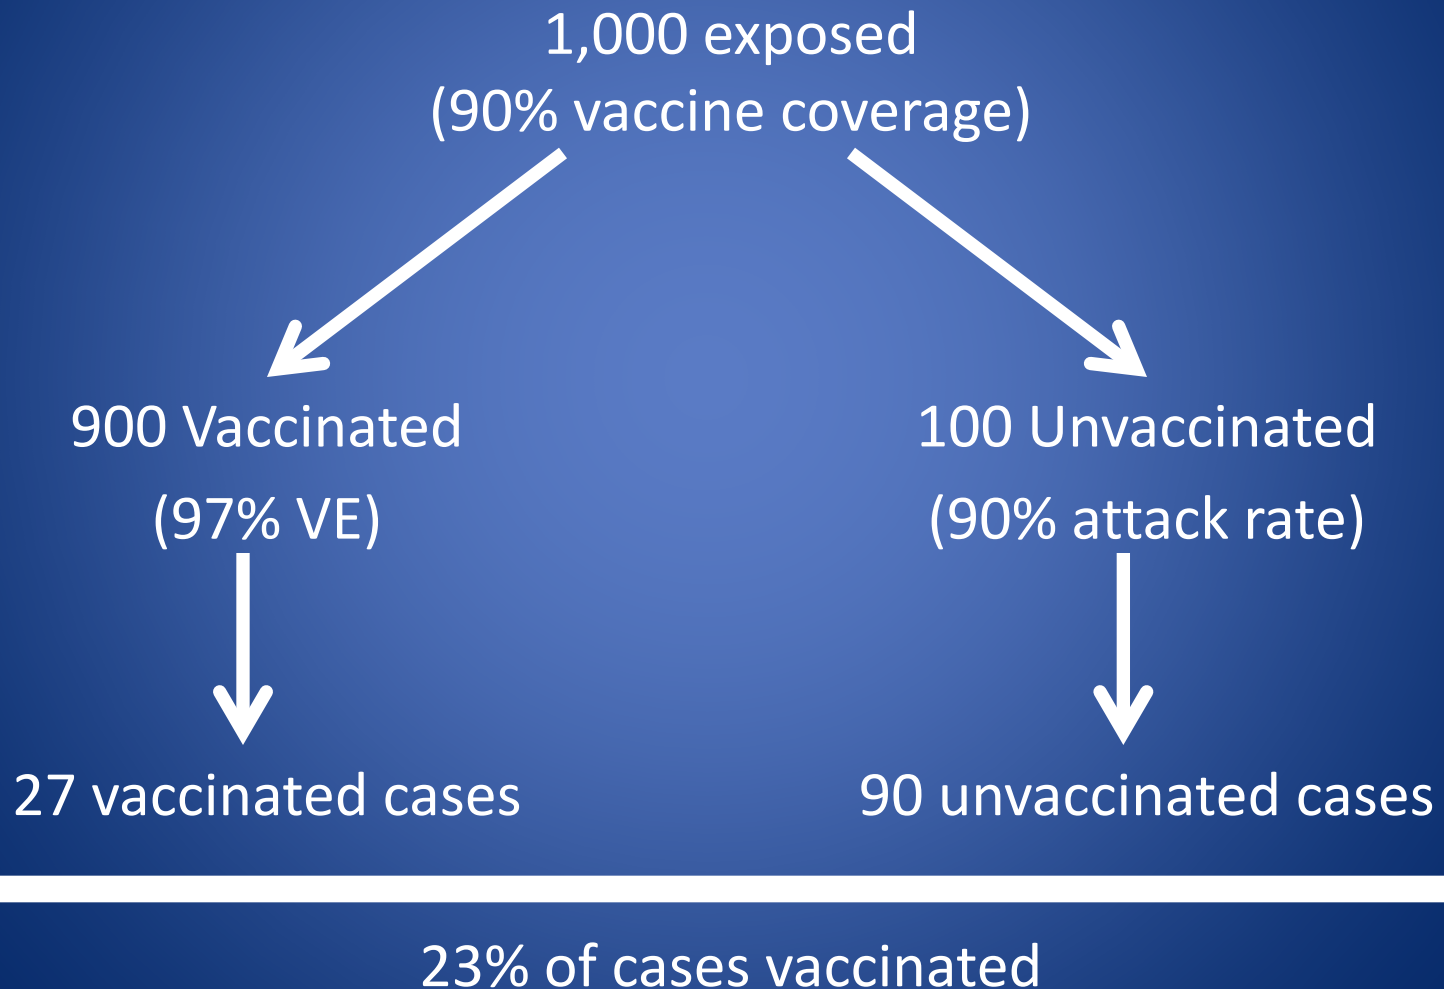 1,000 exposed
(90% vaccine coverage)
900 Vaccinated
(97% VE)
100 Unvaccinated
(90% attack rate)
27 vaccinated cases
90 unvaccinated cases
23% of cases vaccinated